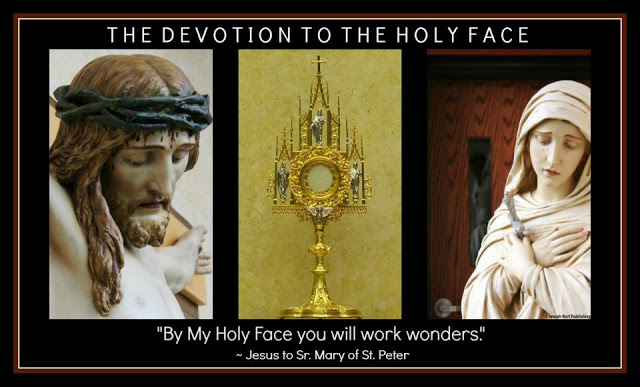 THE DEVOTION TO THE HOLY FACE
"By My Holy Face you will work wonders."
~ Jesus to Sr. Mary of St. Peter